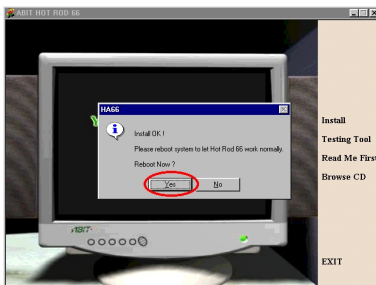 ABIT HOT ROD 66
HA66
Install OK !
Please reboot system to let Hot Rod 66 work normally.
Reboot Now ?
Yes
No
Install
Testing Tool
Read Me First
Browse CD
ABIT
EXIT